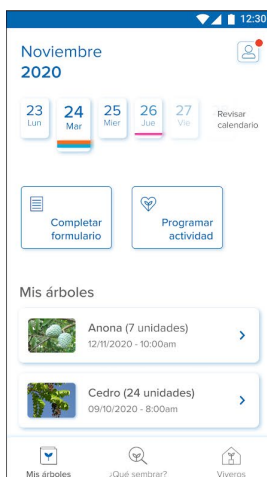 12:30
Noviembre
2020
23 24 25 26 27
Lun Mar Mier Jue Vie
Revisar
calendario
Completar
formulario
Programar
actividad
Mis árboles
Anona (7 unidades)
12/11/2020 - 10:00am
Cedro (24 unidades)
09/10/2020 - 8:00am
Mis árboles ¿Qué sembrar? Viveros